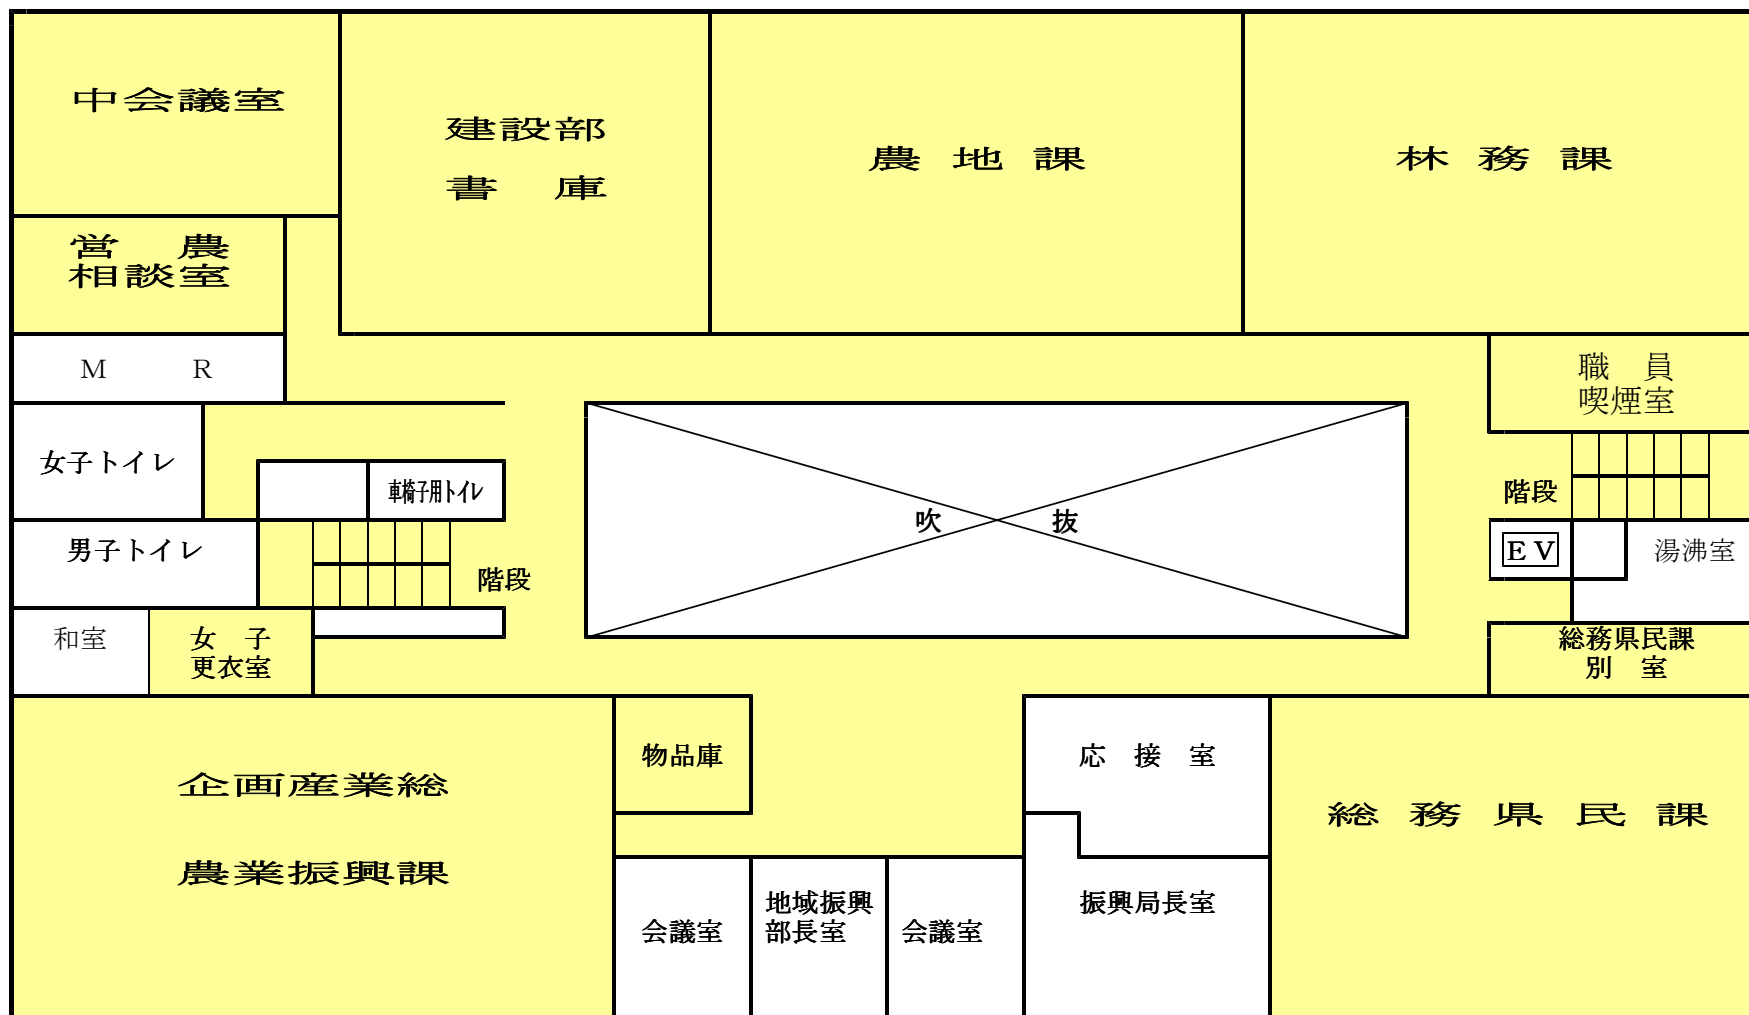 中会議室
建設部
書　庫
農 地 課
林 務 課
営　農
相談室
Ｍ　　　Ｒ
職　員
喫煙室
女子トイレ
車椅子用トイレ
階段
吹　　　　抜
男子トイレ
階段
ＥＶ
湯沸室
和室
女　子
更衣室
総務県民課
別　室
物品庫
応　接　室
企画産業総
農業振興課
総 務 県 民 課
会議室
地域振興
部長室
会議室
振興局長室